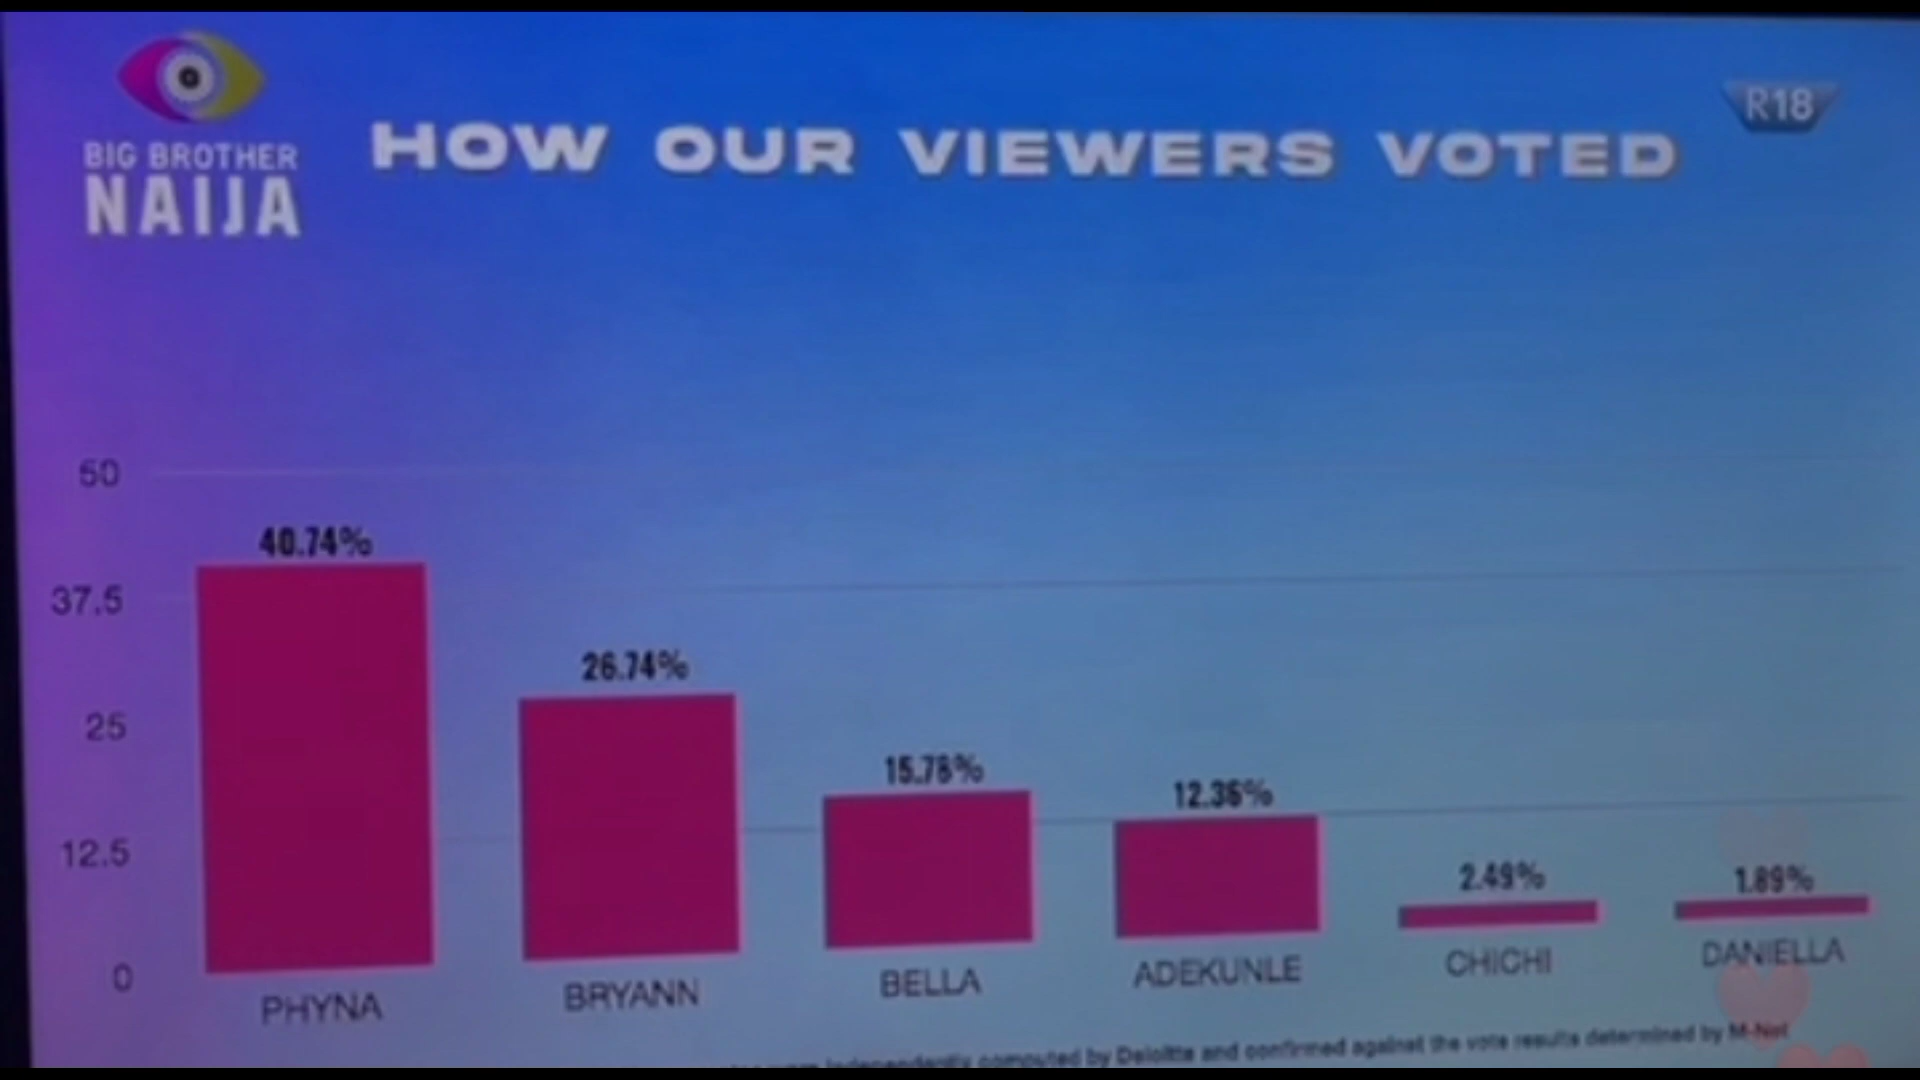 BIG BROTHER
NAIJA
HOW OUR VIEWERS VOTED
R18
50
37.5
25
12.5
0
40.74%
26.74%
15.78%
12.36%
2.49%
1.89%
PHYNA
BRYANN
BELLA
ADEKUNLE
CHICHI
DANIELLA
were independently computed by Deloitte and confirmed against the vote results determined by M-Net